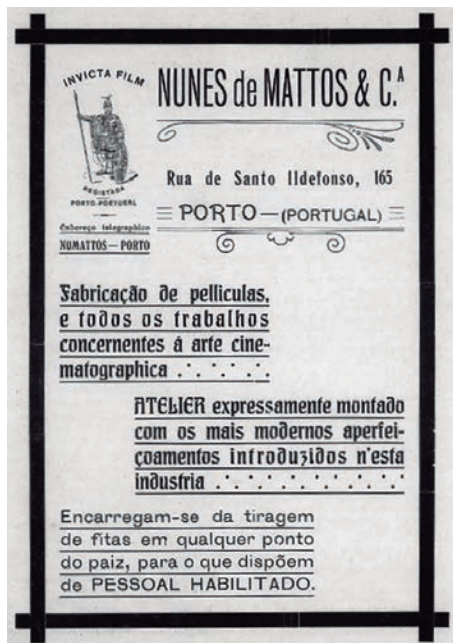 INVICTA FILM
REGISTADA
PORTO-PORTUGAL
Endereço telegraphico
NUMATTOS — PORTO
NUNES de MATTOS & C.A
Rua de Santo Ildefonso, 165
PORTO — (PORTUGAL)
Fabricação de pelliculas,
e todos os trabalhos
concernentes á arte cine-
matographica . · . · . · .
ATELIER expressamente montado
com os mais modernos aperfei-
çoamentos introduzidos n'esta
industria . · . · . · . · . · .
Encarregam-se da tiragem
de fitas em qualquer ponto
do paiz, para o que dispõem
de PESSOAL HABILITADO.